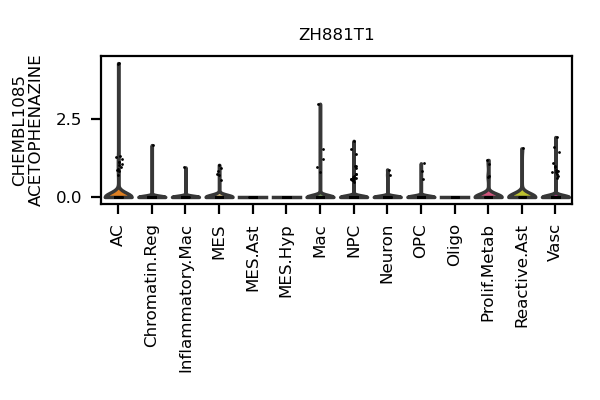 ZH881T1
CHEMBL1085
ACETOPHENAZINE
2.5
0.0
AC
Chromatin.Reg
Inflammatory.Mac
MES
MES.Ast
MES.Hyp
Mac
NPC
Neuron
OPC
Oligo
Prolif.Metab
Reactive.Ast
Vasc